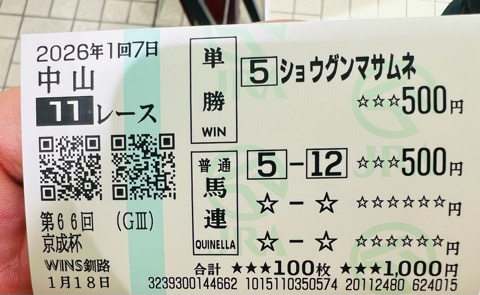 2026年1回7日
中山
11レース
第66回 (GⅢ)
京成杯
WINS釧路
1月18日
単勝
WIN
5 ショウグンマサムネ
☆☆☆500円
普通
馬連
QUINELLA
5-12 ☆☆☆500円
☆-☆ ☆☆☆☆☆☆円
☆-☆ ☆☆☆☆☆☆円
合計 ★★★100枚 ★★★1,000円
3239300144662 1015110350574 20112480 624015
JRA